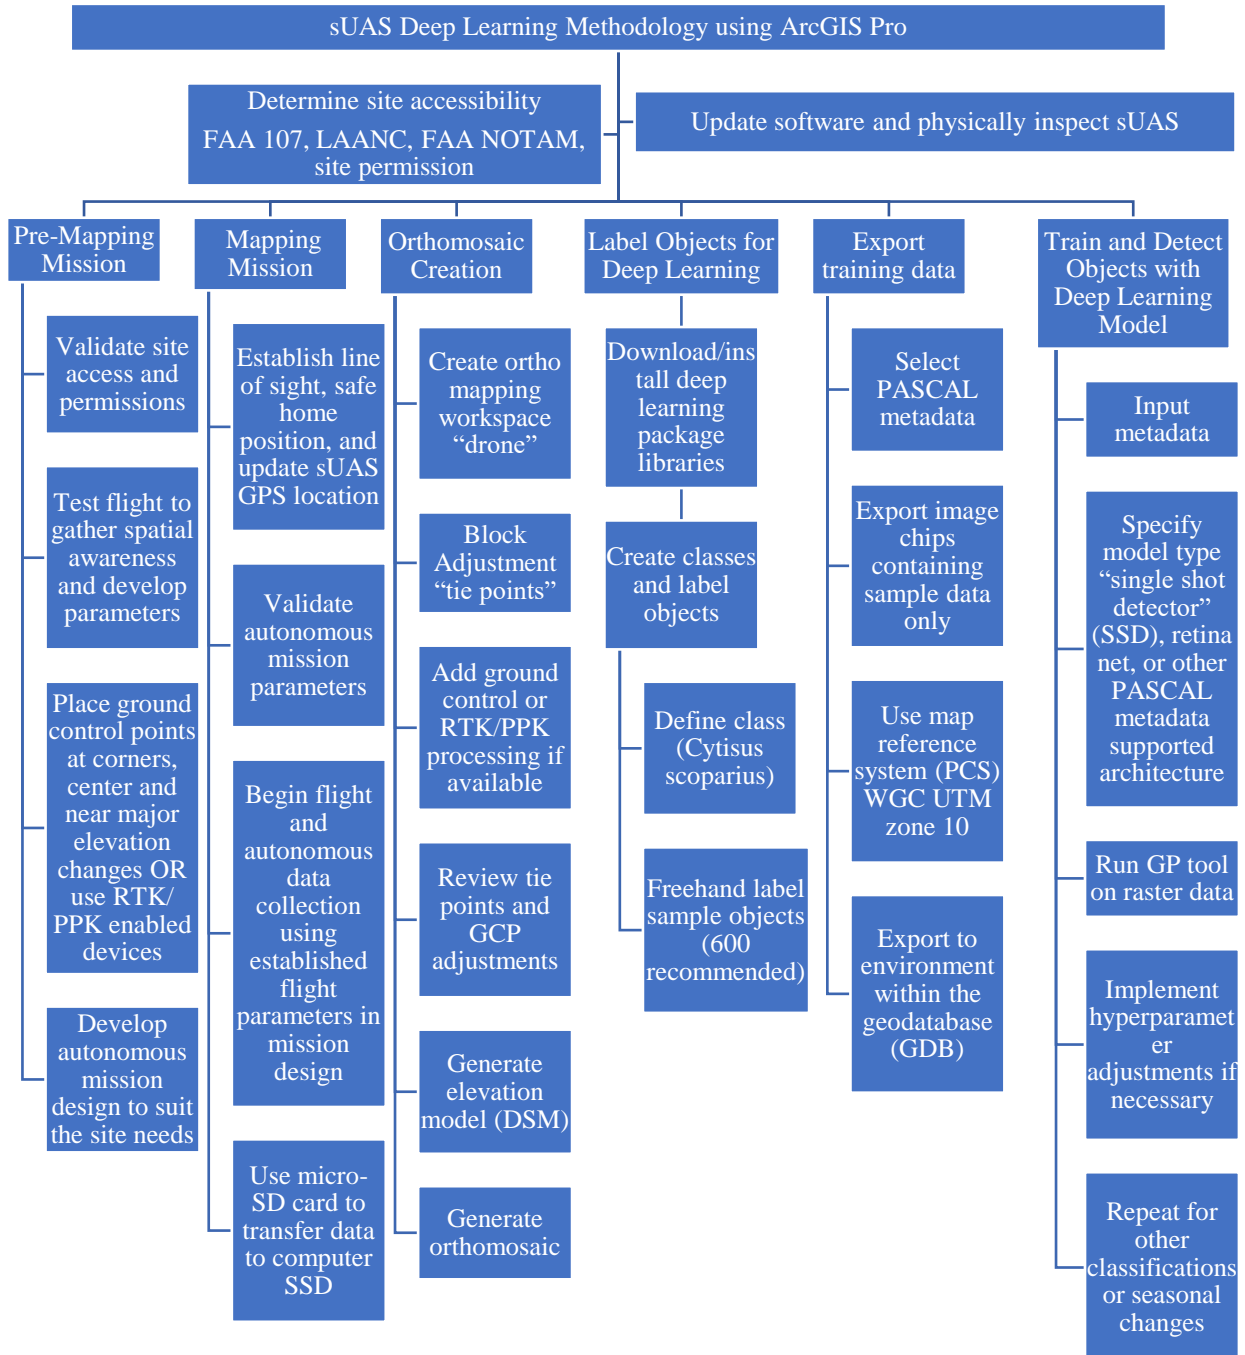 sUAS Deep Learning Methodology using ArcGIS Pro
Determine site accessibility
FAA 107, LAANC, FAA NOTAM,
site permission
Update software and physically inspect sUAS
Pre-Mapping
Mission
Validate site
access and
permissions
Test flight to
gather spatial
awareness
and develop
parameters
Place ground
control points
at corners,
center and
near major
elevation
changes OR
use RTK/
PPK enabled
devices
Develop
autonomous
mission
design to suit
the site needs
Mapping
Mission
Establish line
of sight, safe
home
position, and
update sUAS
GPS location
Validate
autonomous
mission
parameters
Begin flight
and
autonomous
data
collection
using
established
flight
parameters in
mission
design
Use micro-
SD card to
transfer data
to computer
SSD
Orthomosaic
Creation
Create ortho
mapping
workspace
“drone”
Block
Adjustment
“tie points”
Add ground
control or
RTK/PPK
processing if
available
Review tie
points and
GCP
adjustments
Generate
elevation
model (DSM)
Generate
orthomosaic
Label Objects for
Deep Learning
Download/ins
tall deep
learning
package
libraries
Create classes
and label
objects
Define class
(Cytisus
scoparius)
Freehand label
sample objects
(600
recommended)
Export
training data
Select
PASCAL
metadata
Export image
chips
containing
sample data
only
Use map
reference
system (PCS)
WGC UTM
zone 10
Export to
environment
within the
geodatabase
(GDB)
Train and Detect
Objects with
Deep Learning
Model
Input
metadata
Specify
model type
“single shot
detector”
(SSD), retina
net, or other
PASCAL
metadata
supported
architecture
Run GP tool
on raster data
Implement
hyperparamet
er
adjustments if
necessary
Repeat for
other
classifications
or seasonal
changes